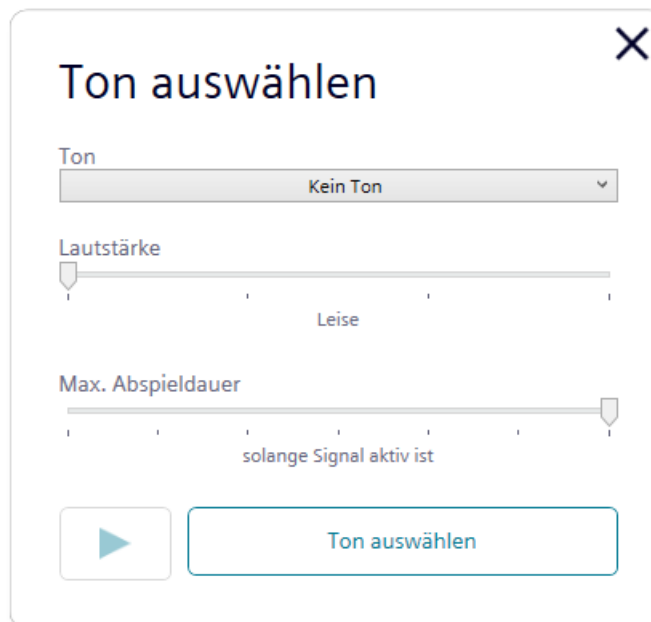 Ton auswählen
Ton
Kein Ton
Lautstärke
Leise
Max. Abspieldauer
solange Signal aktiv ist
Ton auswählen